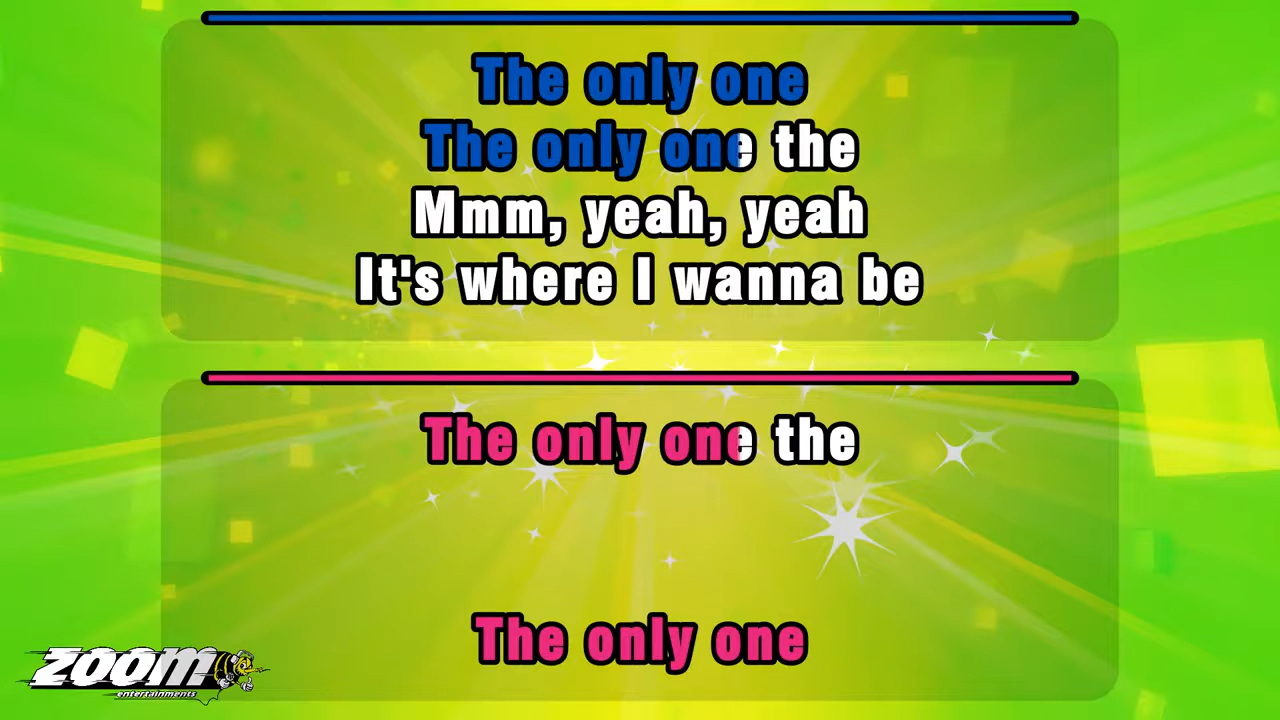 The only one
The only one the
Mmm, yeah, yeah
It's where I wanna be
The only one the
The only one
zoom
entertainments